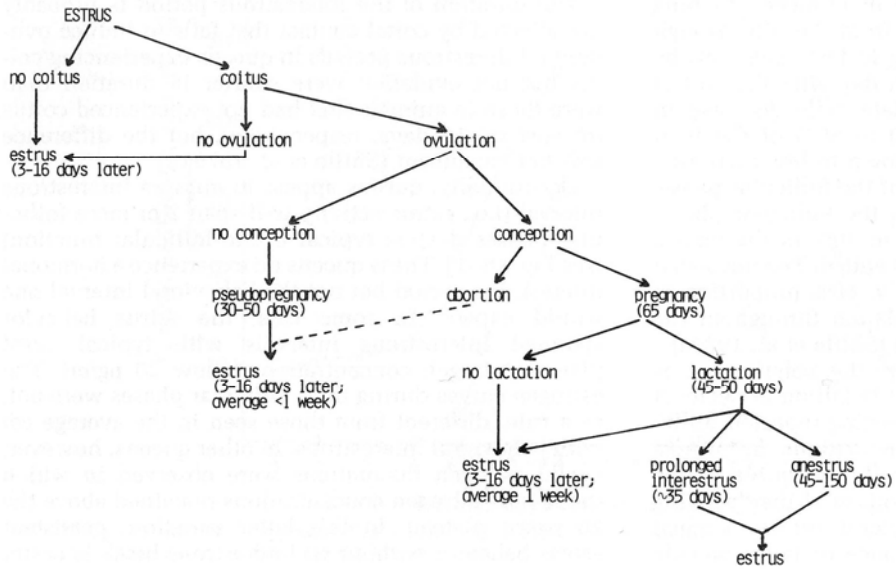 ESTRUS
no coitus
coitus
no ovulation
ovulation
estrus
(3-16 days later)
no conception
conception
pseudopregnancy
(30-50 days)
abortion
pregnancy
(65 days)
estrus
(3-16 days later;
average <1 week)
no lactation
lactation
(45-50 days)
estrus
(3-16 days later;
average 1 week)
prolonged
interestrus
(~35 days)
anestrus
(45-150 days)
estrus